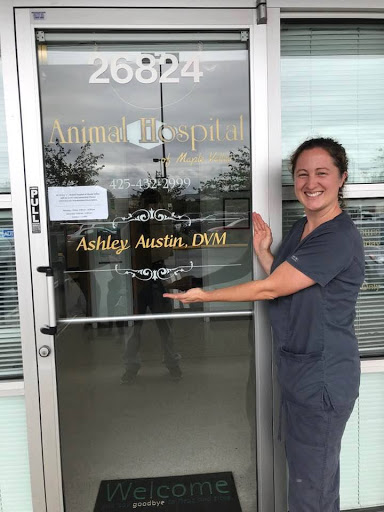 26824
Animal Hospital
of Maple Valley
425-432-2999
PULL
Ashley Austin, DVM
Welcome
goodbye